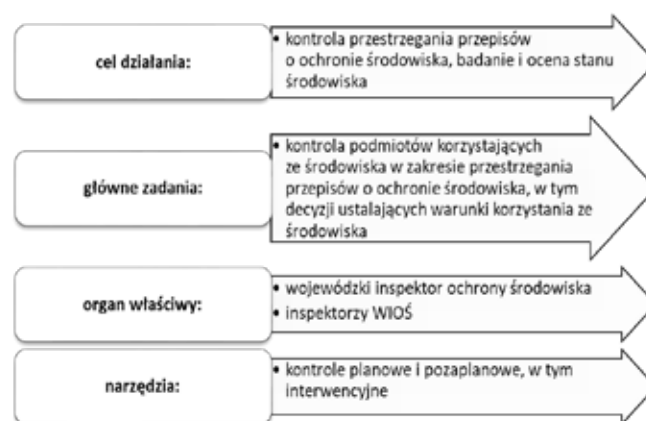 cel działania:
• kontrola przestrzegania przepisów
o ochronie środowiska, badanie i ocena stanu
środowiska
główne zadania:
• kontrola podmiotów korzystających
ze środowiska w zakresie przestrzegania
przepisów o ochronie środowiska, w tym
decyzji ustalających warunki korzystania ze
środowiska
organ właściwy:
• wojewódzki inspektor ochrony środowiska
• inspektorzy WIOŚ
narzędzia:
• kontrole planowe i pozaplanowe, w tym
interwencyjne